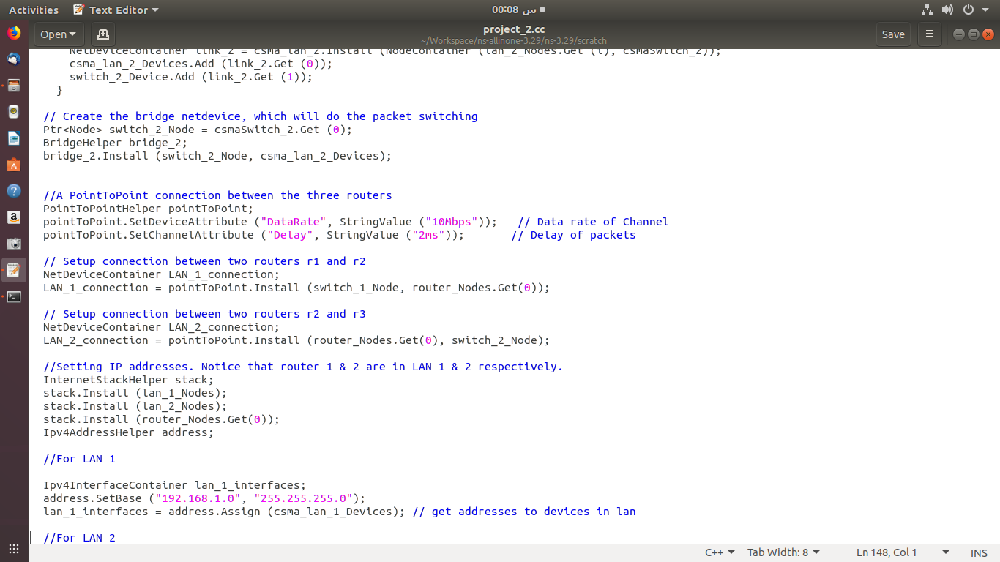 Activities Text Editor 00:08 س
Open project_2.cc Save
~/Workspace/ns-allinone-3.29/ns-3.29/scratch
NetDeviceContainer link_2 = csma_lan_2.Install (NodeContainer (lan_2_Nodes.Get (i), csmaSwitch_2));
csma_lan_2_Devices.Add (link_2.Get (0));
switch_2_Device.Add (link_2.Get (1));
}
// Create the bridge netdevice, which will do the packet switching
Ptr<Node> switch_2_Node = csmaSwitch_2.Get (0);
BridgeHelper bridge_2;
bridge_2.Install (switch_2_Node, csma_lan_2_Devices);
//A PointToPoint connection between the three routers
PointToPointHelper pointToPoint;
pointToPoint.SetDeviceAttribute ("DataRate", StringValue ("10Mbps")); // Data rate of Channel
pointToPoint.SetChannelAttribute ("Delay", StringValue ("2ms")); // Delay of packets
// Setup connection between two routers r1 and r2
NetDeviceContainer LAN_1_connection;
LAN_1_connection = pointToPoint.Install (switch_1_Node, router_Nodes.Get(0));
// Setup connection between two routers r2 and r3
NetDeviceContainer LAN_2_connection;
LAN_2_connection = pointToPoint.Install (router_Nodes.Get(0), switch_2_Node);
//Setting IP addresses. Notice that router 1 & 2 are in LAN 1 & 2 respectively.
InternetStackHelper stack;
stack.Install (lan_1_Nodes);
stack.Install (lan_2_Nodes);
stack.Install (router_Nodes.Get(0));
Ipv4AddressHelper address;
//For LAN 1
Ipv4InterfaceContainer lan_1_interfaces;
address.SetBase ("192.168.1.0", "255.255.255.0");
lan_1_interfaces = address.Assign (csma_lan_1_Devices); // get addresses to devices in lan
//For LAN 2
C++ Tab Width: 8 Ln 148, Col 1 INS